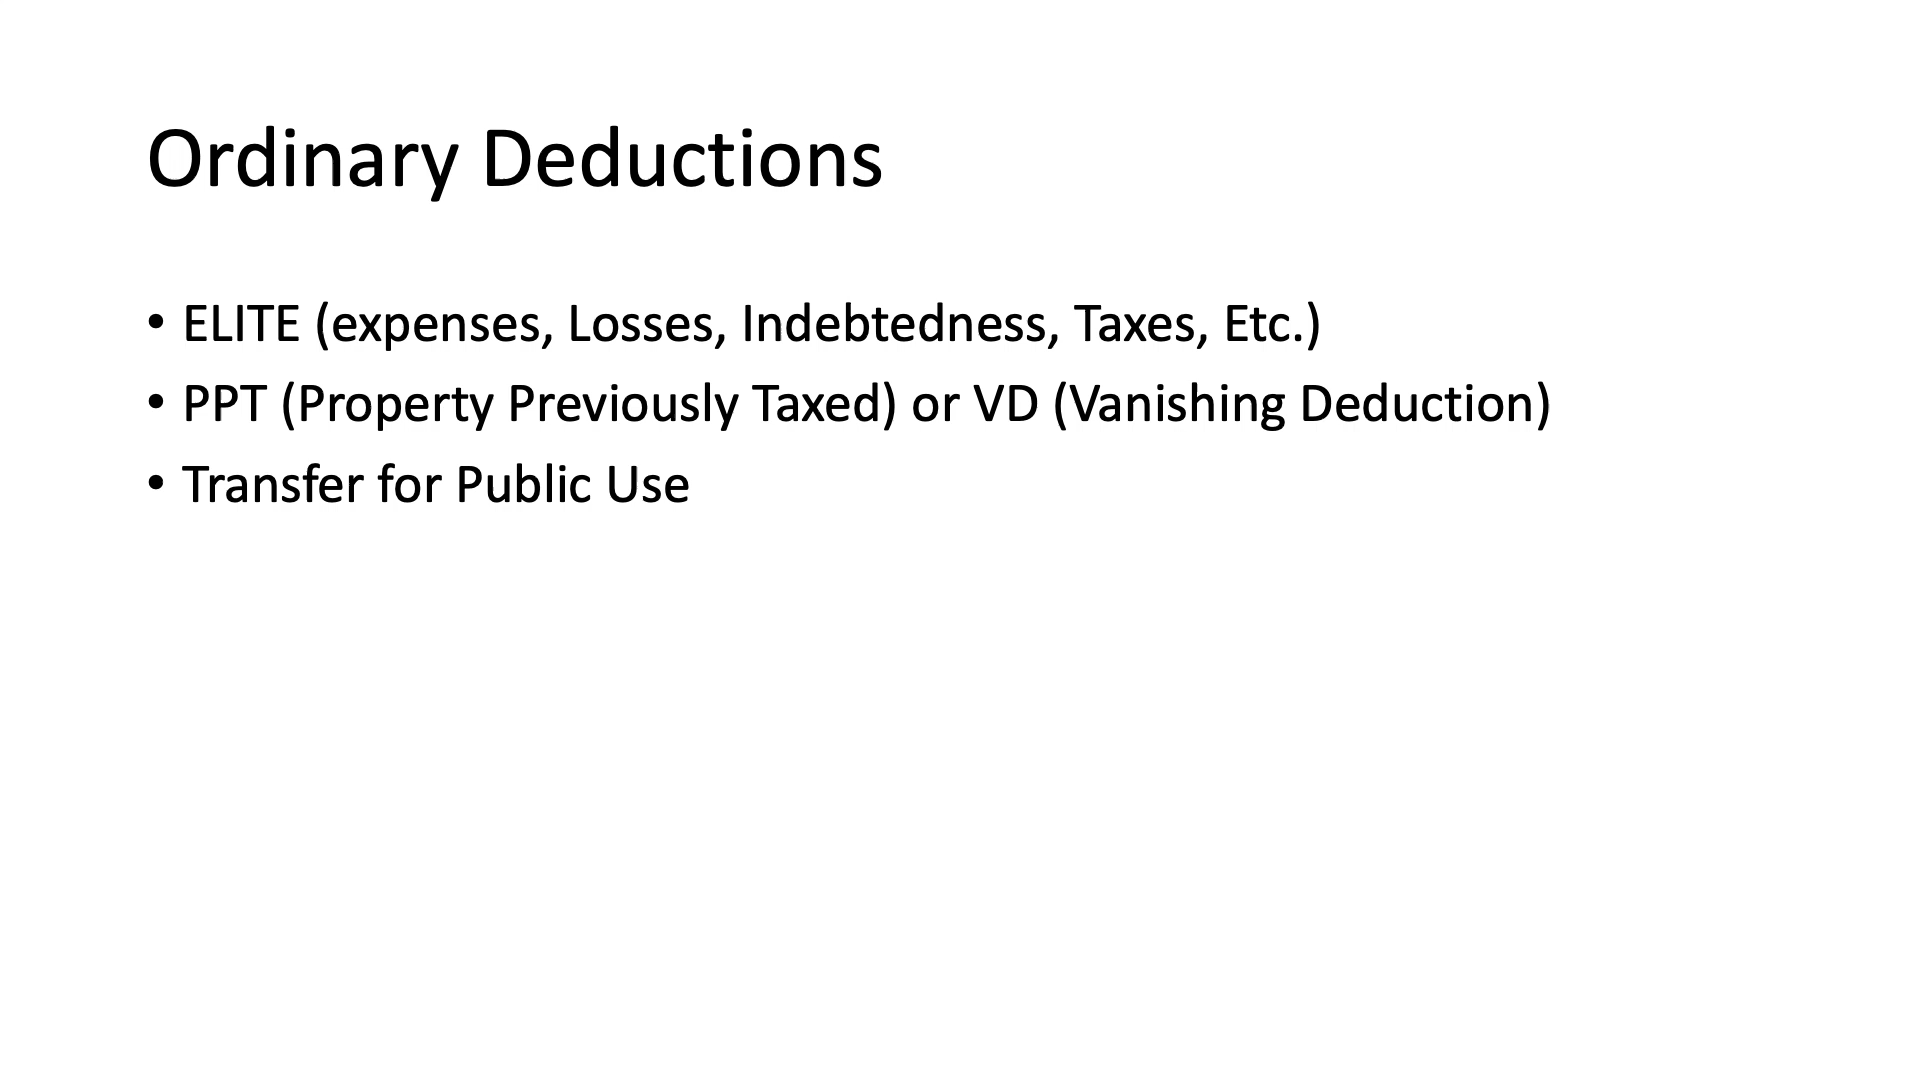 Ordinary Deductions
• ELITE (expenses, Losses, Indebtedness, Taxes, Etc.)
• PPT (Property Previously Taxed) or VD (Vanishing Deduction)
• Transfer for Public Use